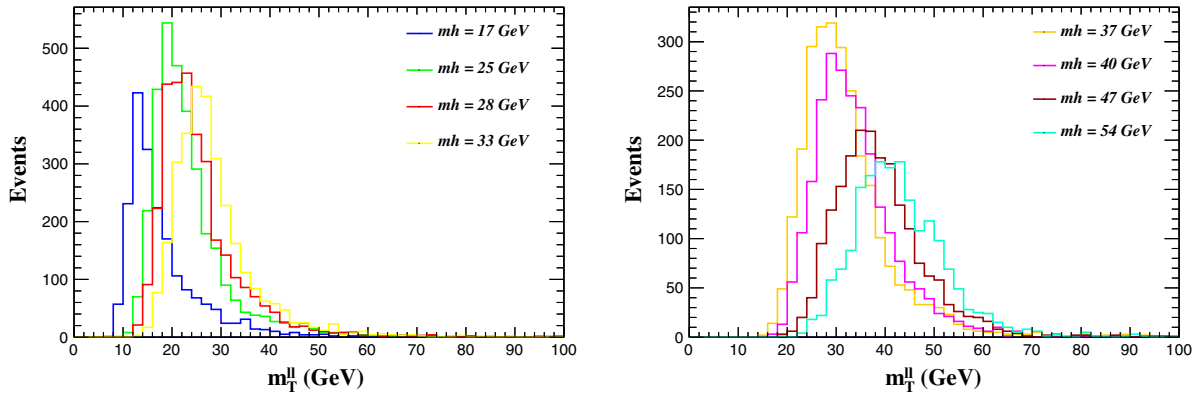 Events
500
400
300
200
100
0
mh = 17 GeV
mh = 25 GeV
mh = 28 GeV
mh = 33 GeV
0 10 20 30 40 50 60 70 80 90 100
m_T^ll (GeV)
Events
300
250
200
150
100
50
0
mh = 37 GeV
mh = 40 GeV
mh = 47 GeV
mh = 54 GeV
0 10 20 30 40 50 60 70 80 90 100
m_T^ll (GeV)